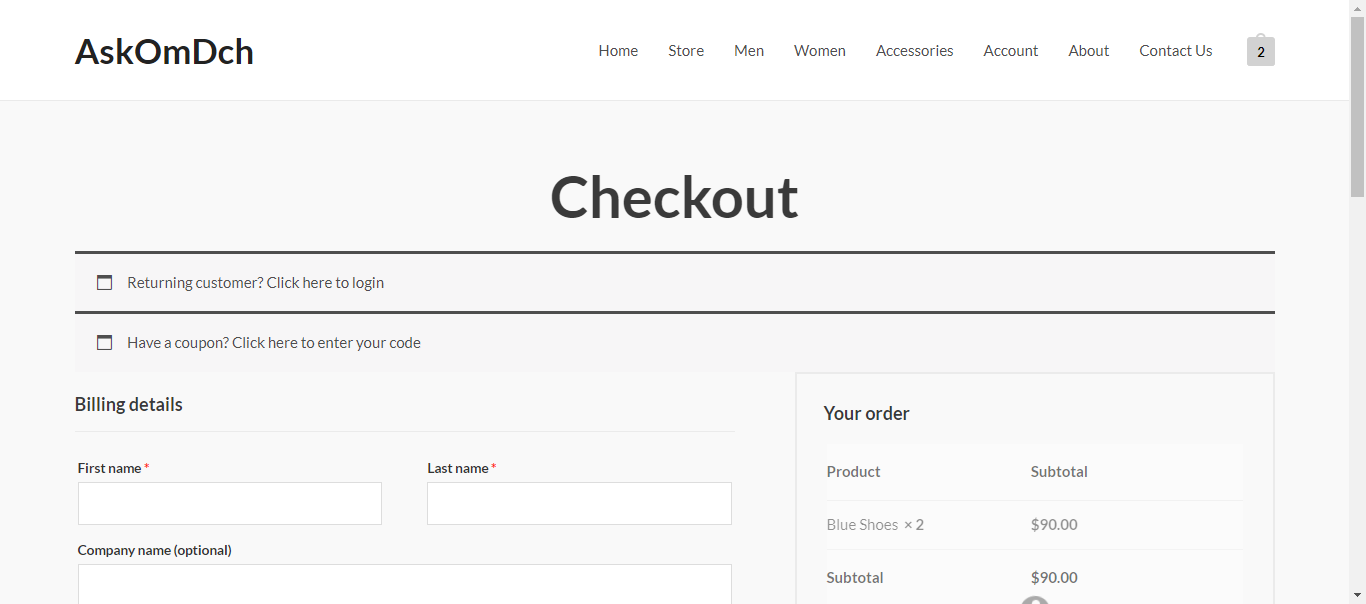 AskOmDch
Home Store Men Women Accessories Account About Contact Us 2
Checkout
Returning customer? Click here to login
Have a coupon? Click here to enter your code
Billing details
First name *
Last name *
Company name (optional)
Your order
Product Subtotal
Blue Shoes × 2 $90.00
Subtotal $90.00